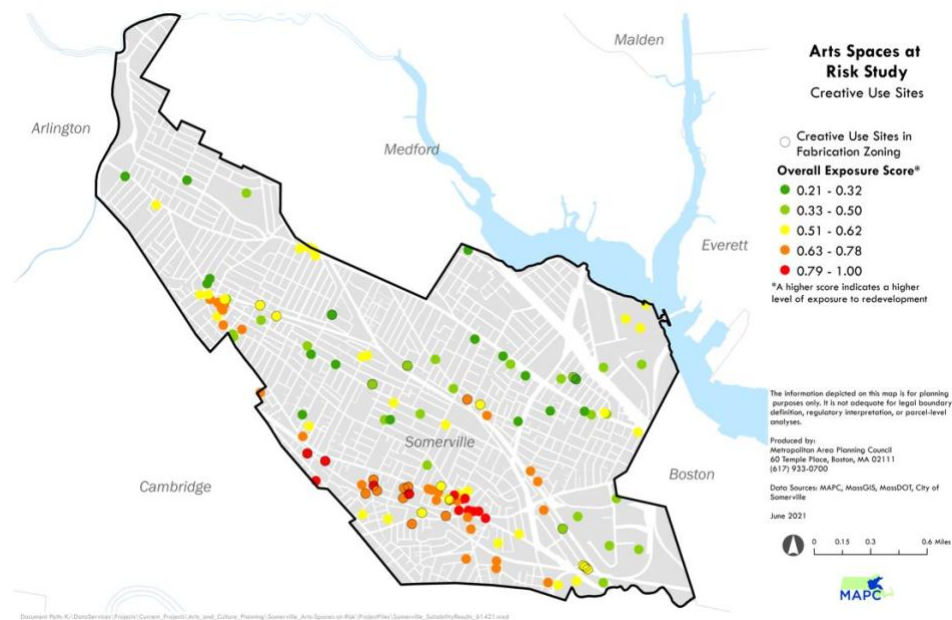 Malden
Arts Spaces at
Risk Study
Creative Use Sites
Arlington
Medford
Creative Use Sites in
Fabrication Zoning
Overall Exposure Score*
0.21 - 0.32
0.33 - 0.50
0.51 - 0.62
0.63 - 0.78
0.79 - 1.00
*A higher score indicates a higher
level of exposure to redevelopment
Everett
The information depicted on this map is for planning
purposes only. It is not adequate for legal boundary
definition, regulatory interpretation, or parcel-level
analyses.
Somerville
Produced by:
Metropolitan Area Planning Council
60 Temple Place, Boston, MA 02111
(617) 933-0700
Boston
Cambridge
Data Sources: MAPC, MassGIS, MassDOT, City of
Somerville
June 2021
0 0.15 0.3 0.6 Miles
MAPC